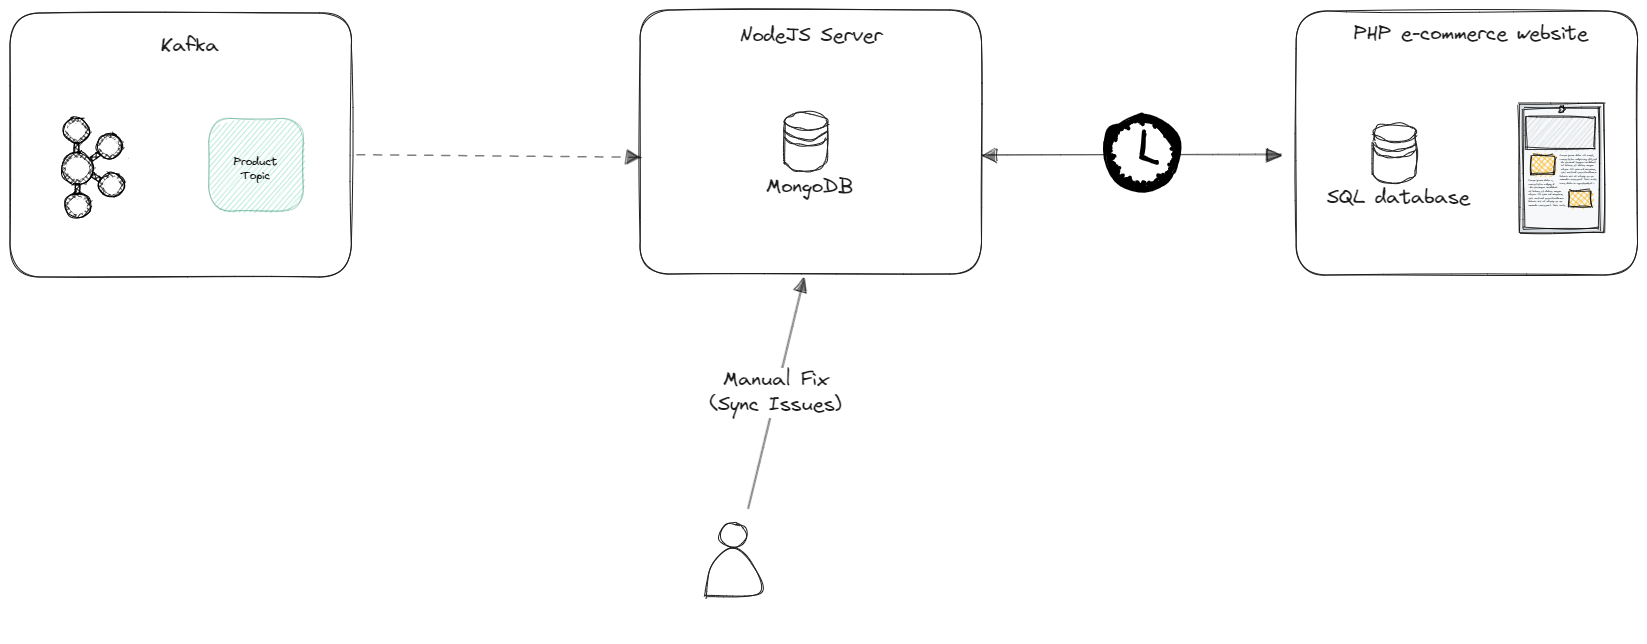 Kafka
Product
Topic
NodeJS Server
MongoDB
PHP e-commerce website
SQL database
Manual Fix
(Sync Issues)